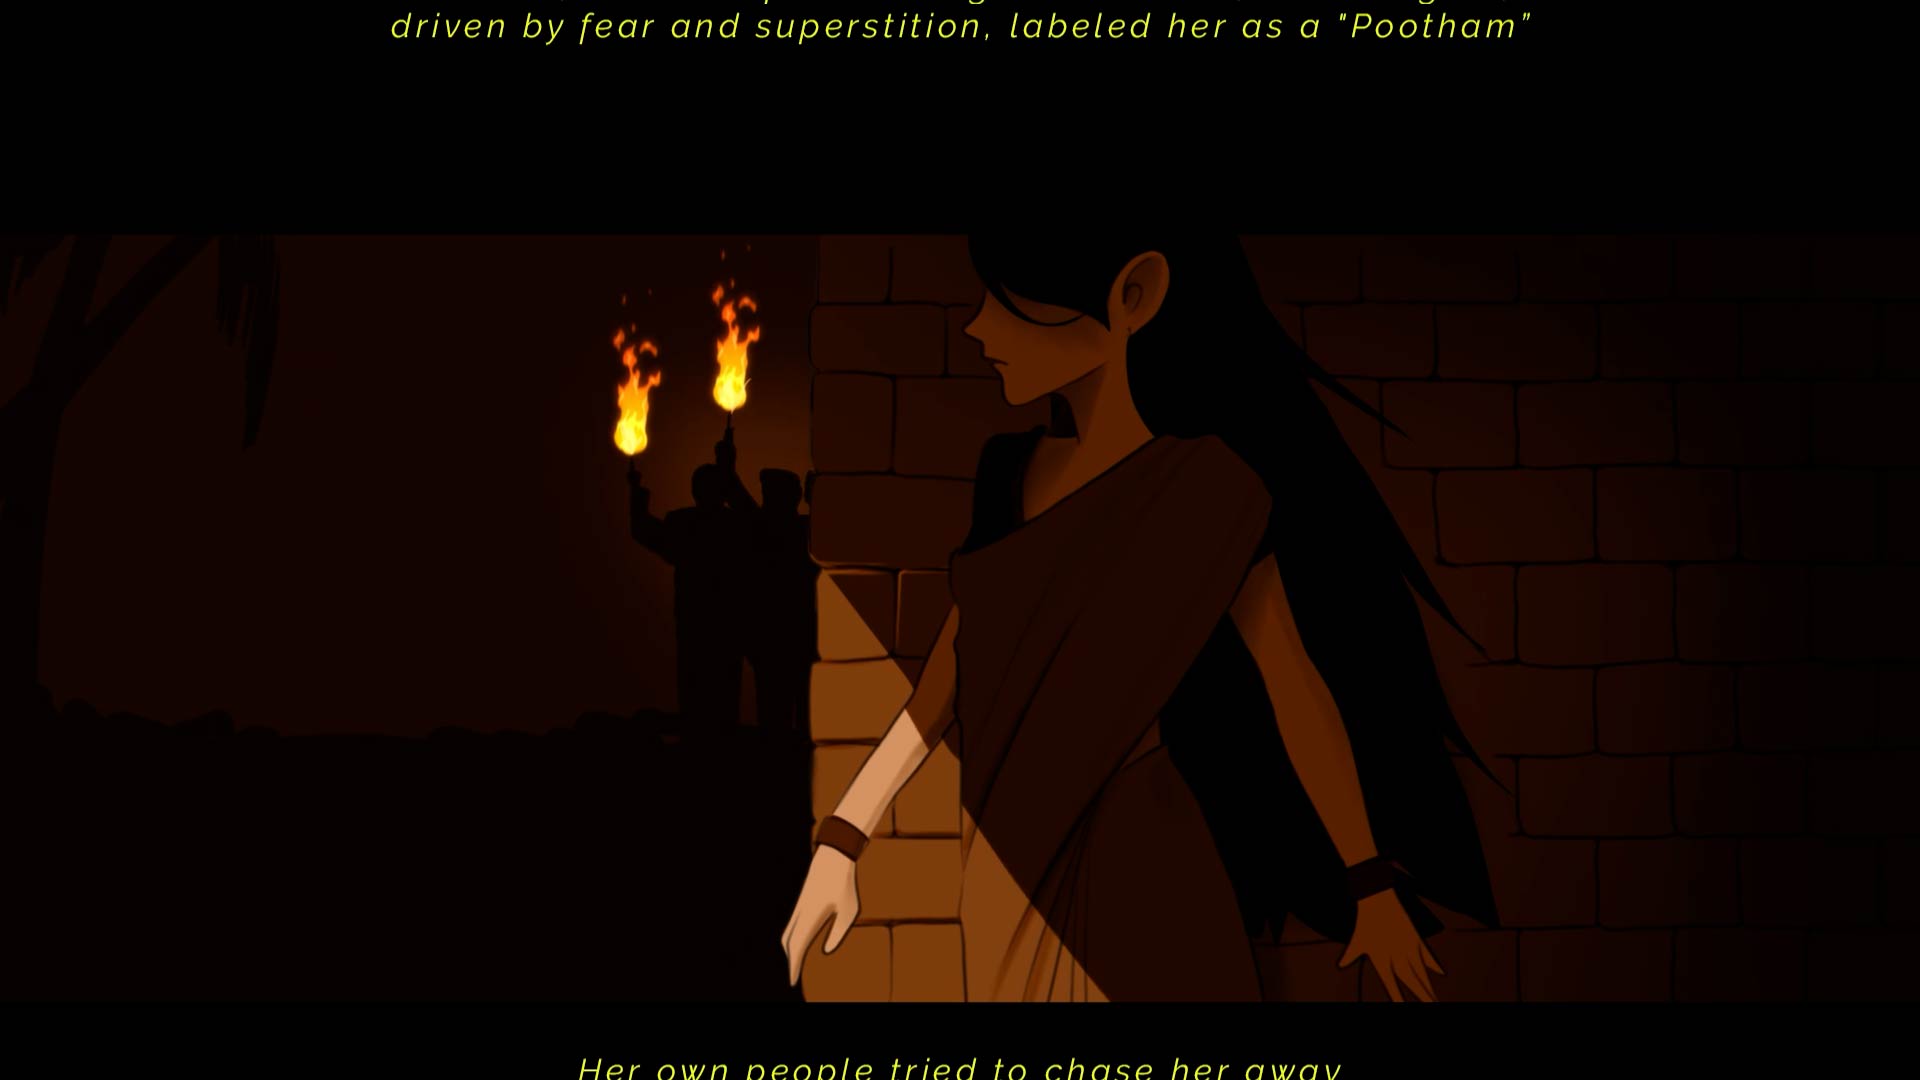 driven by fear and superstition, labeled her as a "Pootham”
Her own people tried to chase her away